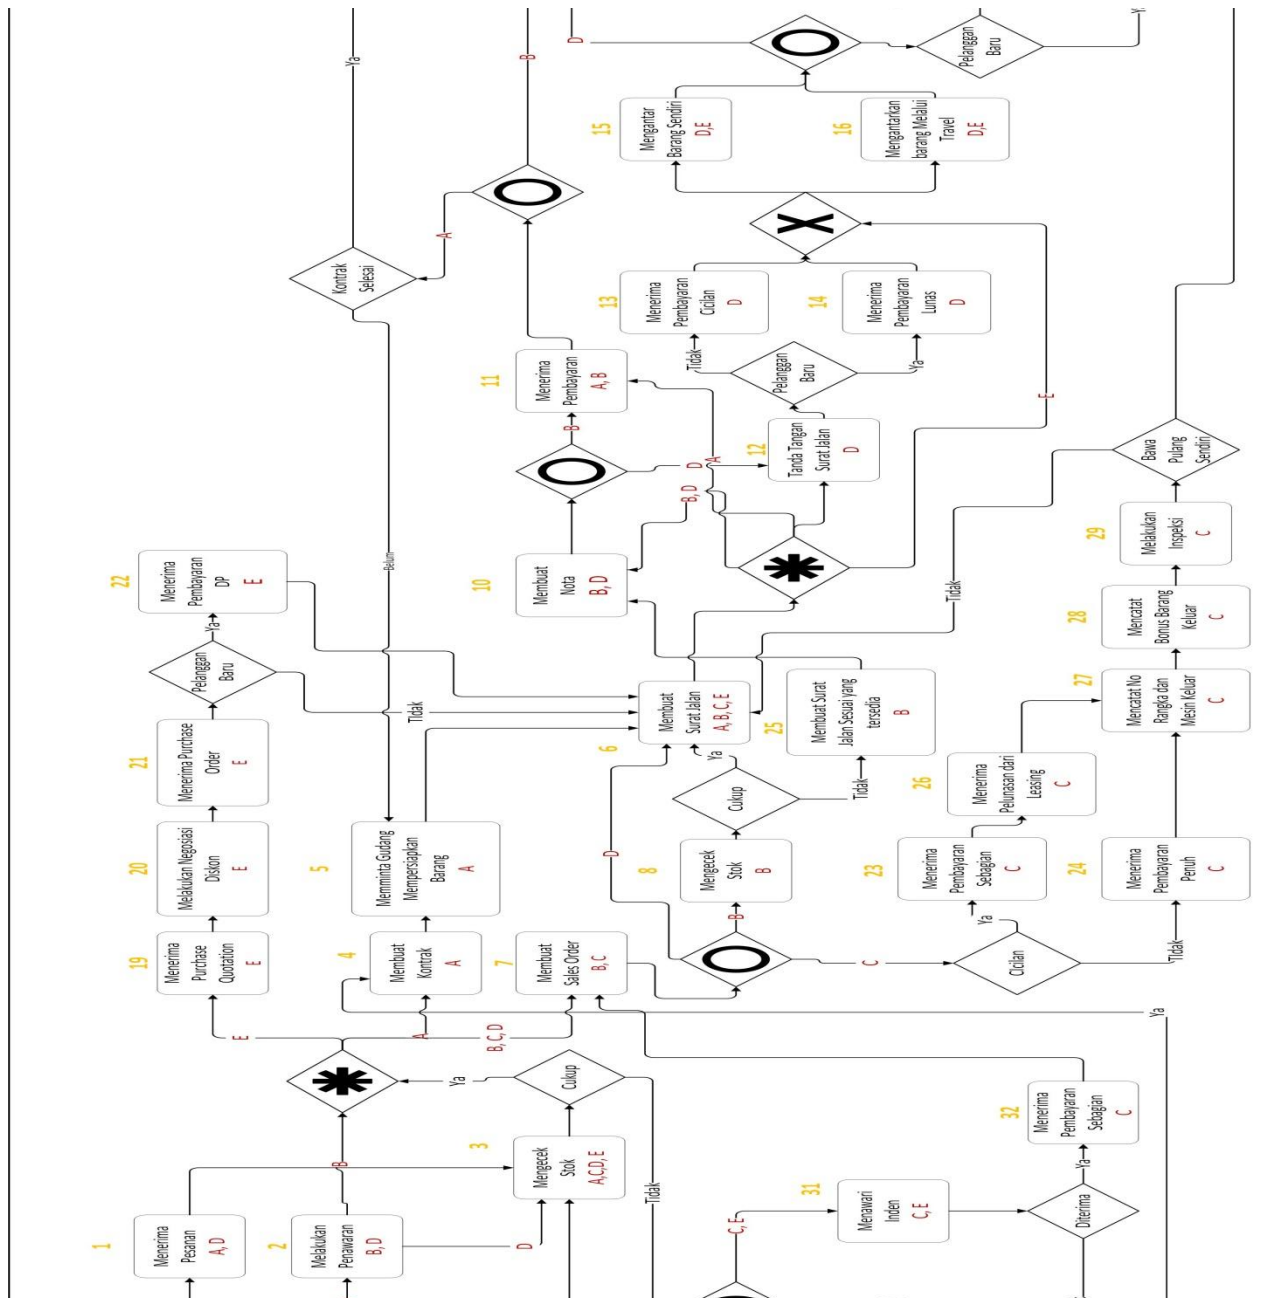 Ya
B
D
Y
Pelanggan
Baru
15
Mengantar
Barang Sendiri
D,E
16
Mengantarkan
barang Melalui
Travel
D,E
A
Kontrak
Selesai
X
13
Menerima
Pembayaran
Cicilan
D
14
Menerima
Pembayaran
Lunas
D
11
Menerima
Pembayaran
A, B
Tidak
Pelanggan
Baru
Ya
E
B
12
Tanda Tangan
Surat Jalan
D
D
A
B, D
Bawa
Pulang
Sendiri
22
Menerima
Pembayaran
DP
E
Belum
10
Membuat
Nota
B, D
29
Melakukan
Inspeksi
C
Ya
Pelanggan
Baru
Tidak
Tidak
28
Mencatat
Bonus Barang
Keluar
C
6
Membuat
Surat Jalan
A, B, C, E
25
Membuat Surat
Jalan Sesuai yang
tersedia
B
27
Mencatat No
Rangka dan
Mesin Keluar
C
21
Menerima Purchase
Order
E
Ya
Cukup
Tidak
26
Menerima
Pelunasan dari
Leasing
C
20
Melakukan Negosiasi
Diskon
E
5
Memminta Gudang
Mempersiapkan
Barang
A
D
8
Mengecek
Stok
B
23
Menerima
Pembayaran
Sebagian
C
24
Menerima
Pembayaran
Penuh
C
19
Menerima
Purchase
Quotation
E
4
Membuat
Kontrak
A
7
Membuat
Sales Order
B, C
B
C
Ya
Cicilan
Tidak
E
A
B, C, D
Ya
Ya
Cukup
32
Menerima
Pembayaran
Sebagian
C
B
3
Mengecek
Stok
A,C,D, E
Tidak
31
Menawari
Inden
C, E
Ya
Diterima
1
Menerima
Pesanan
A, D
2
Melakukan
Penawaran
B, D
D
C, E